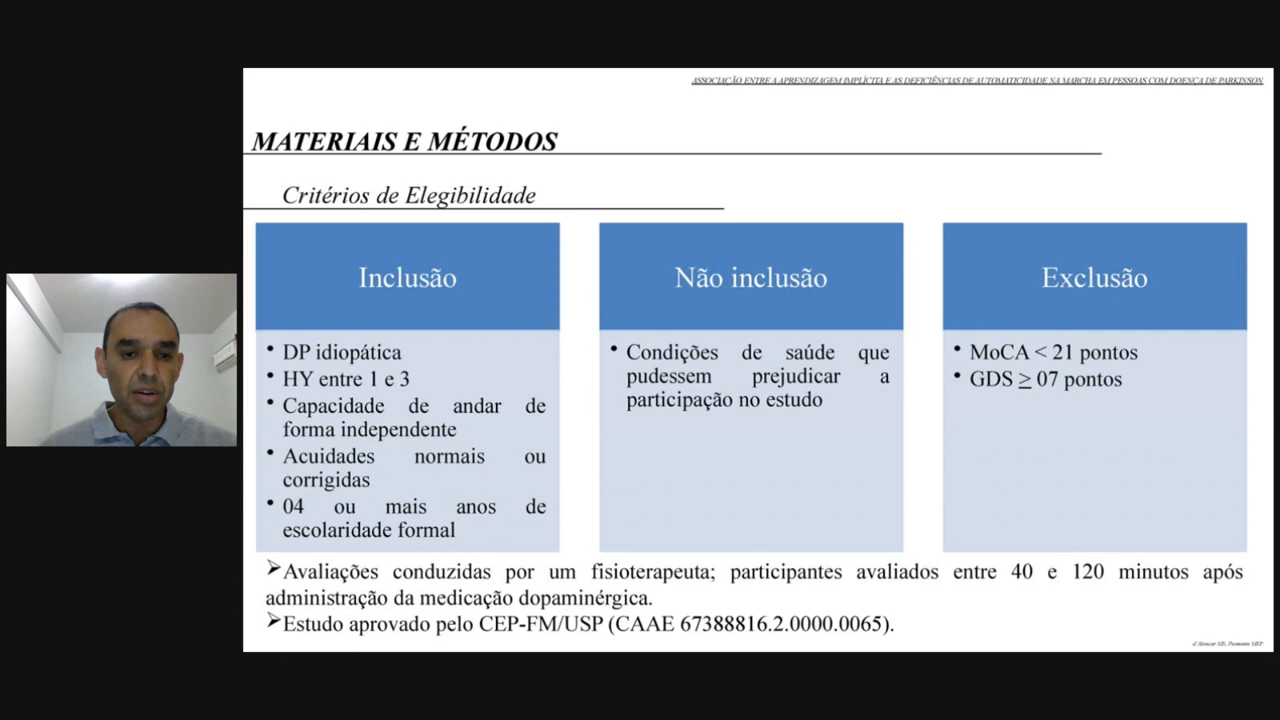 ASSOCIAÇÃO ENTRE A APRENDIZAGEM IMPLÍCITA E AS DEFICIÊNCIAS DE AUTOMATICIDADE NA MARCHA EM PESSOAS COM DOENÇA DE PARKINSON
MATERIAIS E MÉTODOS
Critérios de Elegibilidade
Inclusão
• DP idiopática
• HY entre 1 e 3
• Capacidade de andar de
forma independente
• Acuidades normais ou
corrigidas
• 04 ou mais anos de
escolaridade formal
Não inclusão
• Condições de saúde que
pudessem prejudicar a
participação no estudo
Exclusão
• MoCA < 21 pontos
• GDS ≥ 07 pontos
➢Avaliações conduzidas por um fisioterapeuta; participantes avaliados entre 40 e 120 minutos após
administração da medicação dopaminérgica.
➢Estudo aprovado pelo CEP-FM/USP (CAAE 67388816.2.0000.0065).
d'Alencar MS, Piemonte MEP